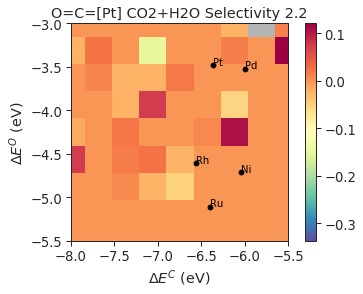 O=C=[Pt] CO2+H2O Selectivity 2.2
−3.0
−3.5
−4.0
−4.5
−5.0
−5.5
ΔE^O (eV)
Pt
Pd
Rh
Ni
Ru
−8.0 −7.5 −7.0 −6.5 −6.0 −5.5
ΔE^C (eV)
0.0
−0.1
−0.2
−0.3